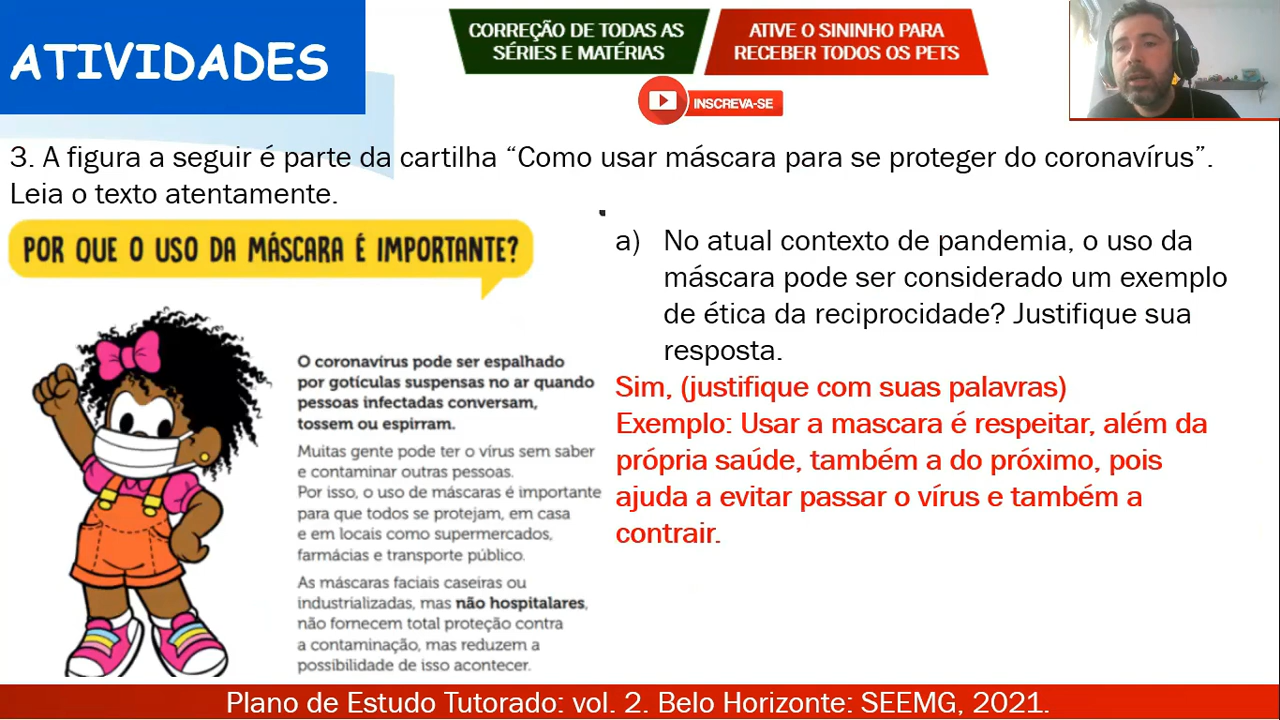 ATIVIDADES
CORREÇÃO DE TODAS AS
SÉRIES E MATÉRIAS
ATIVE O SININHO PARA
RECEBER TODOS OS PETS
INSCREVA-SE
3. A figura a seguir é parte da cartilha “Como usar máscara para se proteger do coronavírus”.
Leia o texto atentamente.
POR QUE O USO DA MÁSCARA É IMPORTANTE?
O coronavírus pode ser espalhado
por gotículas suspensas no ar quando
pessoas infectadas conversam,
tossem ou espirram.
Muitas gente pode ter o vírus sem saber
e contaminar outras pessoas.
Por isso, o uso de máscaras é importante
para que todos se protejam, em casa
e em locais como supermercados,
farmácias e transporte público.
As máscaras faciais caseiras ou
industrializadas, mas não hospitalares,
não fornecem total proteção contra
a contaminação, mas reduzem a
possibilidade de isso acontecer.
a) No atual contexto de pandemia, o uso da
máscara pode ser considerado um exemplo
de ética da reciprocidade? Justifique sua
resposta.
Sim, (justifique com suas palavras)
Exemplo: Usar a mascara é respeitar, além da
própria saúde, também a do próximo, pois
ajuda a evitar passar o vírus e também a
contrair.
Plano de Estudo Tutorado: vol. 2. Belo Horizonte: SEEMG, 2021.